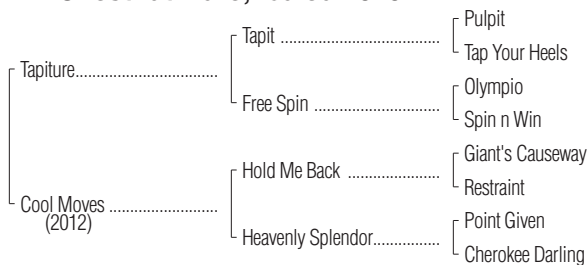 Tapiture..............................
Cool Moves .......................
(2012)
Tapit ..................................
Free Spin ...........................
Hold Me Back ....................
Heavenly Splendor..............
Pulpit
Tap Your Heels
Olympio
Spin n Win
Giant's Causeway
Restraint
Point Given
Cherokee Darling